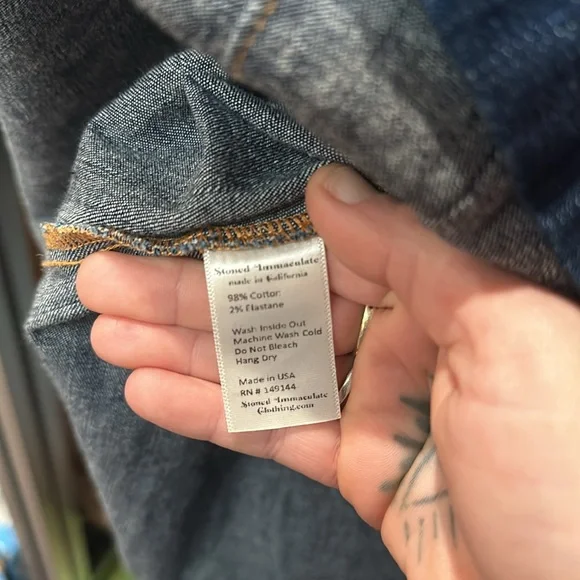 Stoned Immaculate
made in California
98% Cotton
2% Elastane
Wash Inside Out
Machine Wash Cold
Do Not Bleach
Hang Dry
Made in USA
RN # 149144
Stoned Immaculate
Clothing.com